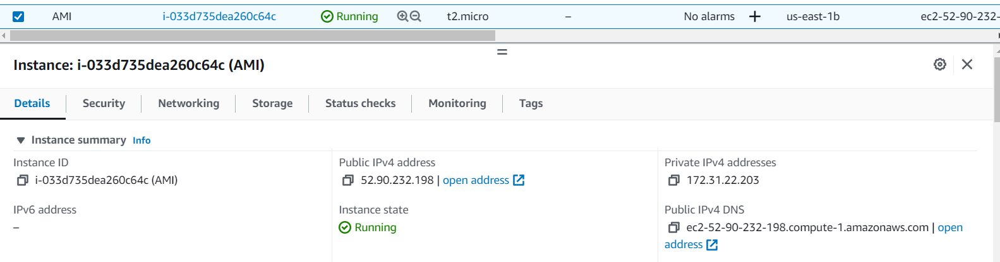 AMI i-033d735dea260c64c Running t2.micro – No alarms + us-east-1b ec2-52-90-232-
Instance: i-033d735dea260c64c (AMI)
Details Security Networking Storage Status checks Monitoring Tags
Instance summary Info
Instance ID
i-033d735dea260c64c (AMI)
Public IPv4 address
52.90.232.198 | open address
Private IPv4 addresses
172.31.22.203
IPv6 address
–
Instance state
Running
Public IPv4 DNS
ec2-52-90-232-198.compute-1.amazonaws.com | open
address